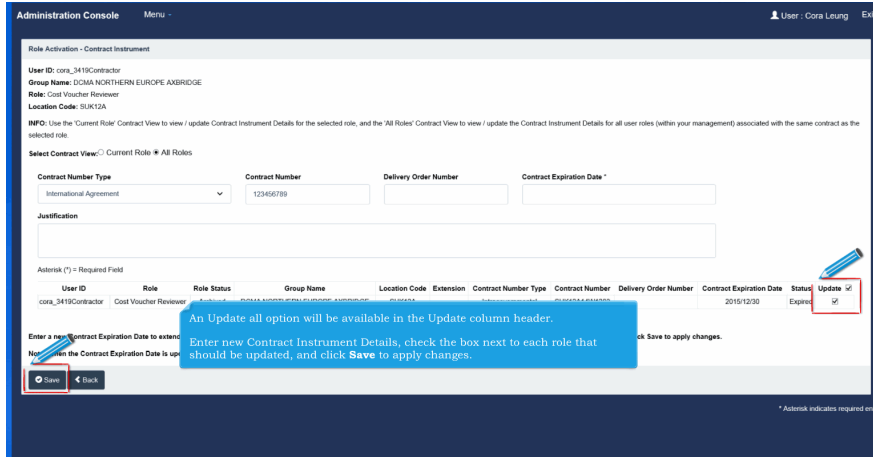 Administration Console Menu User : Cora Leung
Role Activation - Contract Instrument
User ID: cora_3419Contractor
Group Name: DCMA NORTHERN EUROPE AXBRIDGE
Role: Cost Voucher Reviewer
Location Code: SUK12A
INFO: Use the 'Current Role' Contract View to view / update Contract Instrument Details for the selected role, and the 'All Roles' Contract View to view / update the Contract Instrument Details for all user roles (within your management) associated with the same contract as the
selected role.
Select Contract View: Current Role All Roles
Contract Number Type Contract Number Delivery Order Number Contract Expiration Date *
International Agreement 123456789
Justification
Asterisk (*) = Required Field
User ID Role Role Status Group Name Location Code Extension Contract Number Type Contract Number Delivery Order Number Contract Expiration Date Status Update
cora_3419Contractor Cost Voucher Reviewer 2015/12/30 Expired
An Update all option will be available in the Update column header.
Enter a new Contract Expiration Date to extend ck Save to apply changes.
Enter new Contract Instrument Details, check the box next to each role that
should be updated, and click Save to apply changes.
the Contract Expiration Date is
Save Back
* Asterisk indicates required